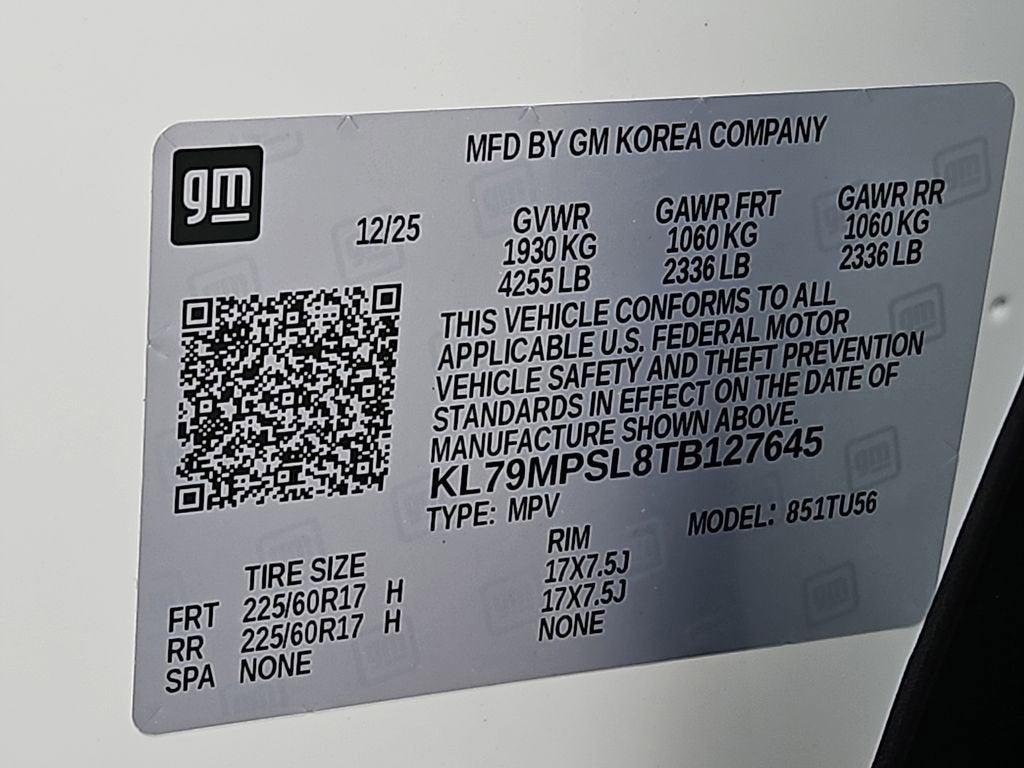 gm
MFD BY GM KOREA COMPANY
12/25
GVWR
1930 KG
4255 LB
GAWR FRT
1060 KG
2336 LB
GAWR RR
1060 KG
2336 LB
THIS VEHICLE CONFORMS TO ALL
APPLICABLE U.S. FEDERAL MOTOR
VEHICLE SAFETY AND THEFT PREVENTION
STANDARDS IN EFFECT ON THE DATE OF
MANUFACTURE SHOWN ABOVE.
KL79MPSL8TB127645
TYPE: MPV MODEL: 851TU56
TIRE SIZE RIM
FRT 225/60R17 H 17X7.5J
RR 225/60R17 H 17X7.5J
SPA NONE NONE